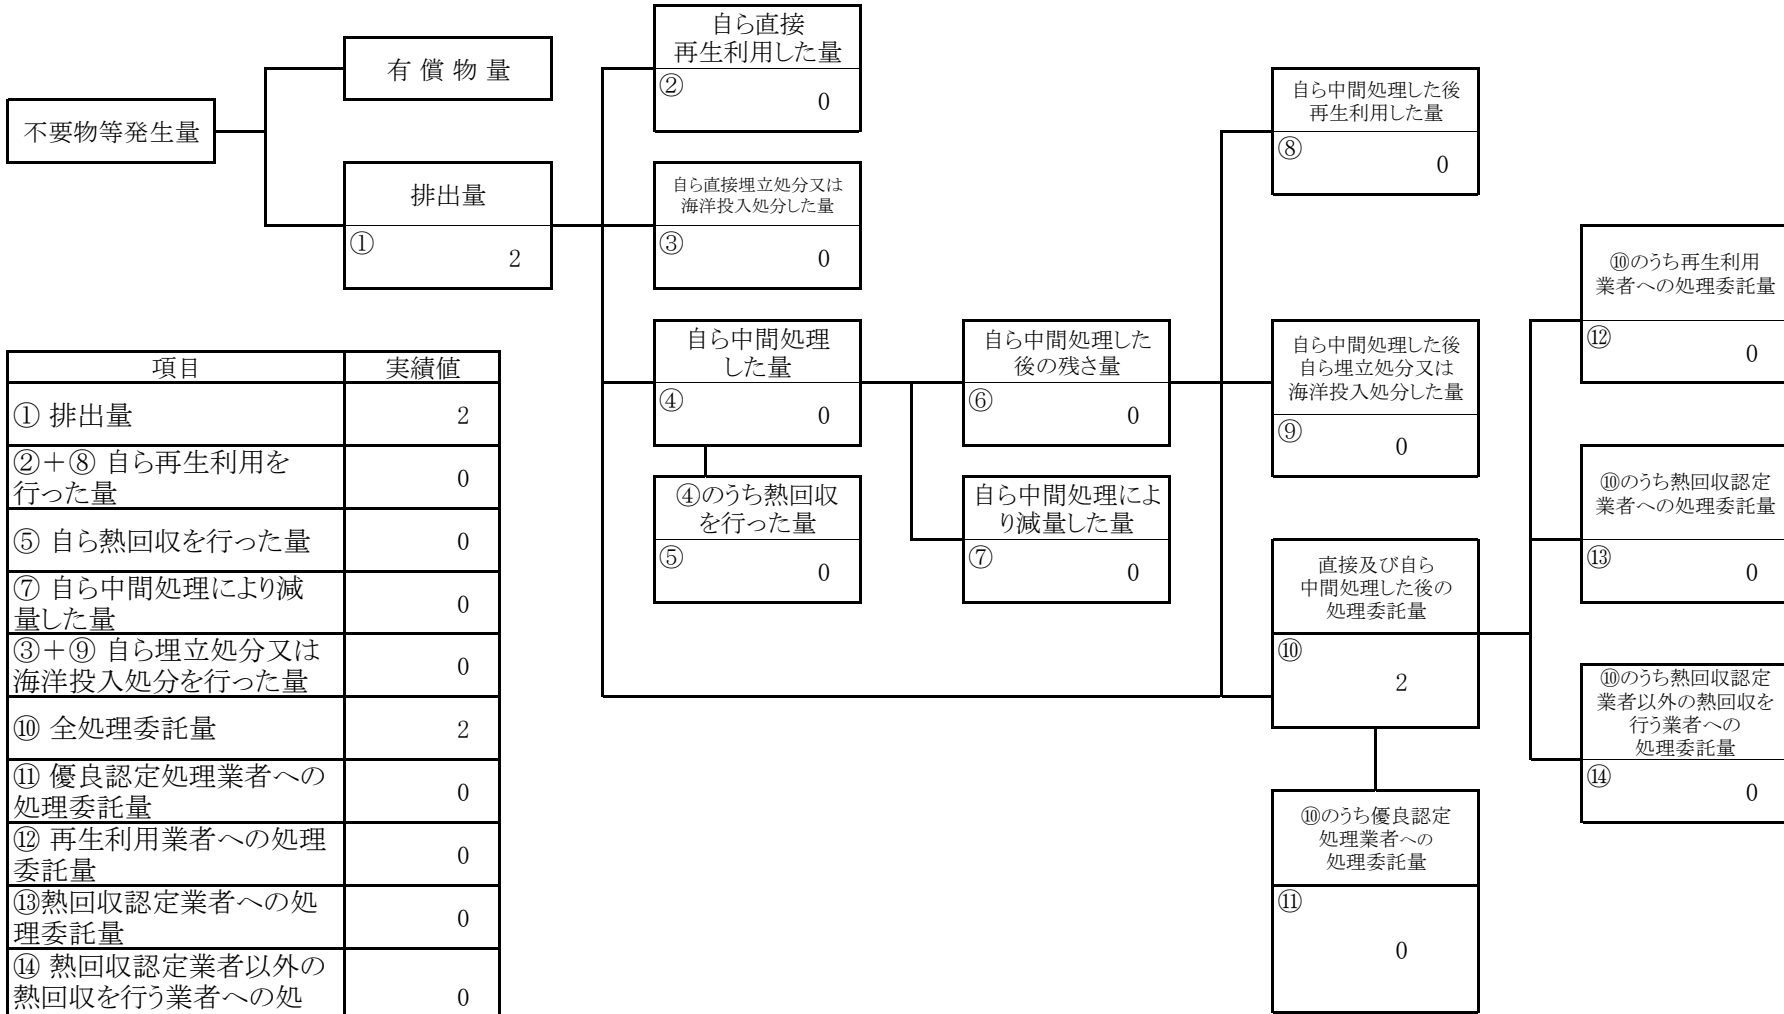 不要物等発生量
有 償 物 量
排出量
①
2
自ら直接
再生利用した量
②
0
自ら直接埋立処分又は
海洋投入処分した量
③
0
自ら中間処理
した量
④
0
④のうち熱回収
を行った量
⑤
0
自ら中間処理した
後の残さ量
⑥
0
自ら中間処理によ
り減量した量
⑦
0
自ら中間処理した後
再生利用した量
⑧
0
自ら中間処理した後
自ら埋立処分又は
海洋投入処分した量
⑨
0
直接及び自ら
中間処理した後の
処理委託量
⑩
2
⑩のうち優良認定
処理業者への
処理委託量
⑪
0
⑩のうち再生利用
業者への処理委託量
⑫
0
⑩のうち熱回収認定
業者への処理委託量
⑬
0
⑩のうち熱回収認定
業者以外の熱回収を
行う業者への
処理委託量
⑭
0
項目 実績値
① 排出量 2
②+⑧ 自ら再生利用を
行った量 0
⑤ 自ら熱回収を行った量 0
⑦ 自ら中間処理により減
量した量 0
③+⑨ 自ら埋立処分又は
海洋投入処分を行った量 0
⑩ 全処理委託量 2
⑪ 優良認定処理業者への
処理委託量 0
⑫ 再生利用業者への処理
委託量 0
⑬熱回収認定業者への処
理委託量 0
⑭ 熱回収認定業者以外の
熱回収を行う業者への処 0